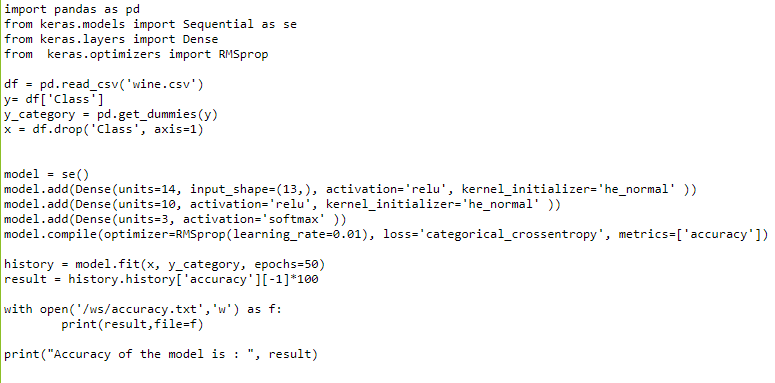 import pandas as pd
from keras.models import Sequential as se
from keras.layers import Dense
from  keras.optimizers import RMSprop

df = pd.read_csv('wine.csv')
y= df['Class']
y_category = pd.get_dummies(y)
x = df.drop('Class', axis=1)


model = se()
model.add(Dense(units=14, input_shape=(13,), activation='relu', kernel_initializer='he_normal' ))
model.add(Dense(units=10, activation='relu', kernel_initializer='he_normal' ))
model.add(Dense(units=3, activation='softmax' ))
model.compile(optimizer=RMSprop(learning_rate=0.01), loss='categorical_crossentropy', metrics=['accuracy'])

history = model.fit(x, y_category, epochs=50)
result = history.history['accuracy'][-1]*100

with open('/ws/accuracy.txt','w') as f:
        print(result,file=f)

print("Accuracy of the model is : ", result)